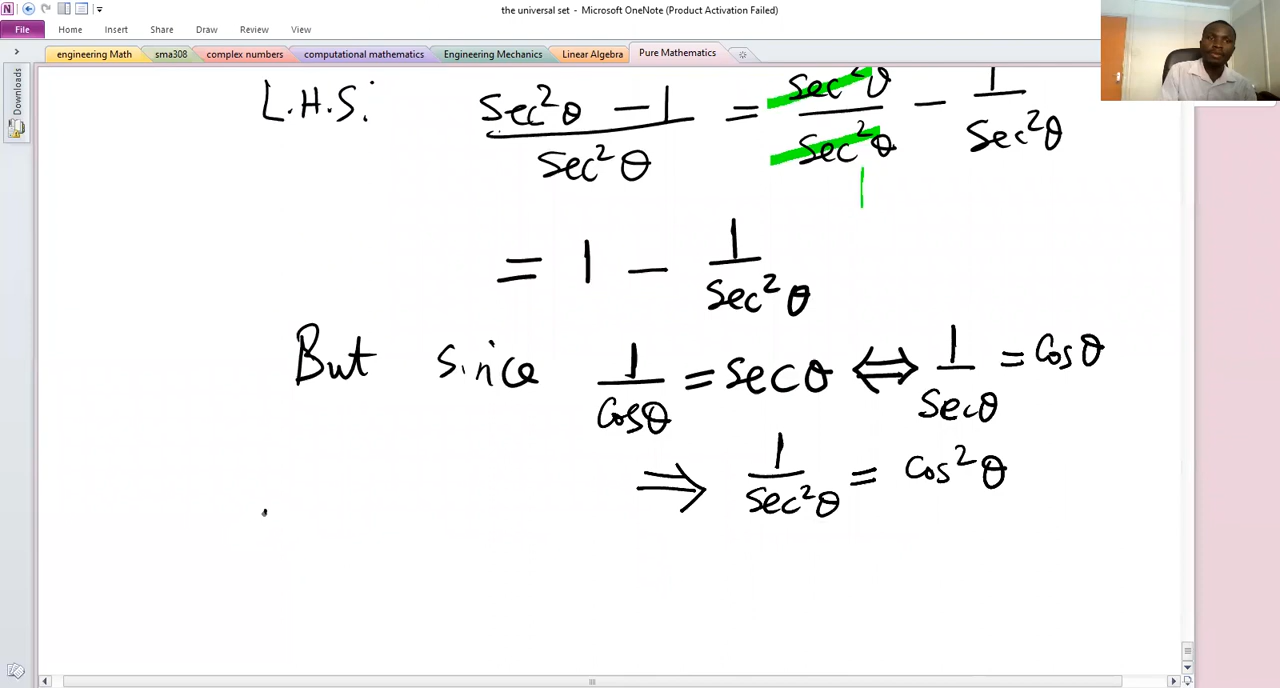 the universal set - Microsoft OneNote (Product Activation Failed)
File Home Insert Share Draw Review View
engineering Math sma308 complex numbers computational mathematics Engineering Mechanics Linear Algebra Pure Mathematics
Downloads
L.H.S: (sec²θ − 1)/(sec²θ) = sec²θ/sec²θ − 1/sec²θ
1
= 1 − 1/sec²θ
But since 1/cosθ = secθ ⇔ 1/secθ = cosθ
⇒ 1/sec²θ = cos²θ